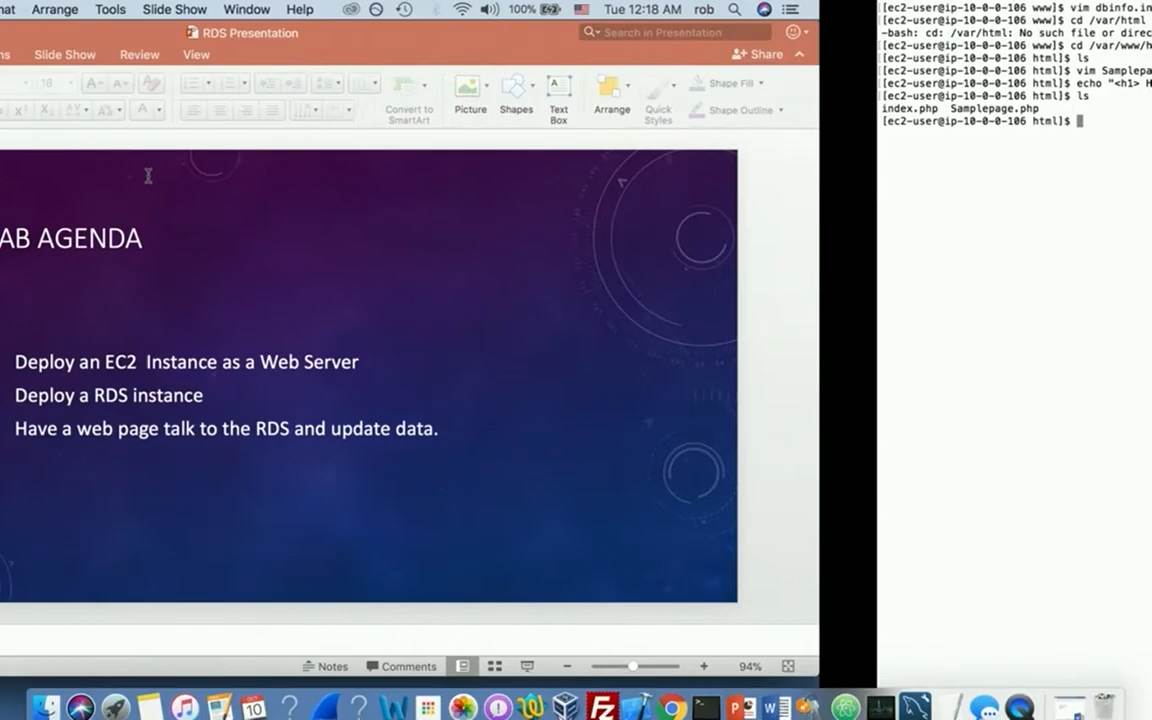 nat Arrange Tools Slide Show Window Help 100% Tue 12:18 AM rob
RDS Presentation
Search in Presentation
ns Slide Show Review View
Share
18
Convert to
SmartArt
Picture
Shapes
Text
Box
Arrange
Quick
Styles
Shape Fill
Shape Outline
AB AGENDA
Deploy an EC2 Instance as a Web Server
Deploy a RDS instance
Have a web page talk to the RDS and update data.
Notes Comments 94%
10
[ec2-user@ip-10-0-0-106 www]$ vim dbinfo.in
[ec2-user@ip-10-0-0-106 www]$ cd /var/html
-bash: cd: /var/html: No such file or direc
[ec2-user@ip-10-0-0-106 www]$ cd /var/www/h
[ec2-user@ip-10-0-0-106 html]$ ls
[ec2-user@ip-10-0-0-106 html]$ vim Samplepa
[ec2-user@ip-10-0-0-106 html]$ echo "<h1> H
[ec2-user@ip-10-0-0-106 html]$ ls
index.php Samplepage.php
[ec2-user@ip-10-0-0-106 html]$